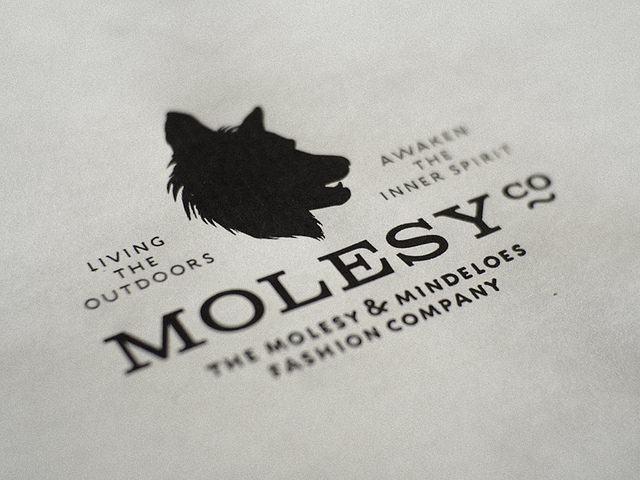 LIVING
THE
OUTDOORS
AWAKEN
THE
INNER SPIRIT
MOLESY CO
THE MOLESY & MINDELOES
FASHION COMPANY